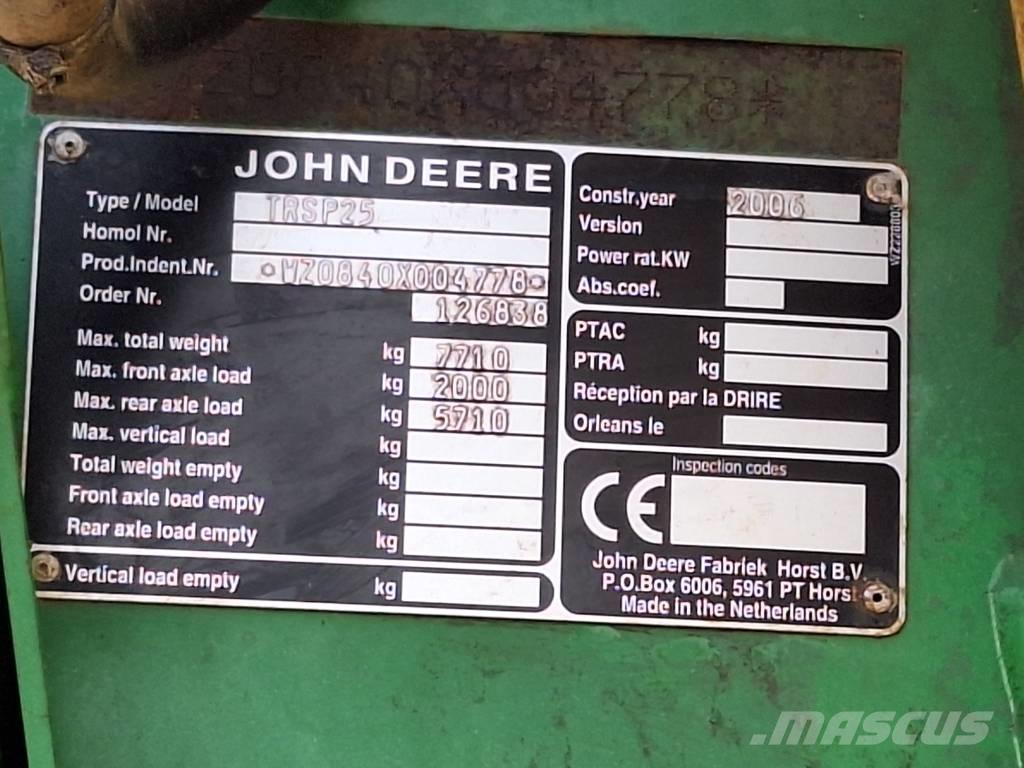 0X004778*
JOHN DEERE
Type / Model TRSP25
Homol Nr.
Prod.Indent.Nr. *WZ0840X004778*
Order Nr. 126838
Max. total weight kg 7710
Max. front axle load kg 2000
Max. rear axle load kg 5710
Max. vertical load kg
Total weight empty kg
Front axle load empty kg
Rear axle load empty kg
Vertical load empty kg
Constr.year 2006
Version
Power rat.KW
Abs.coef.
PTAC kg
PTRA kg
Réception par la DRIRE
Orleans le
Inspection codes
CE
John Deere Fabriek Horst B.V.
P.O.Box 6006, 5961 PT Horst
Made in the Netherlands
.MASCUS